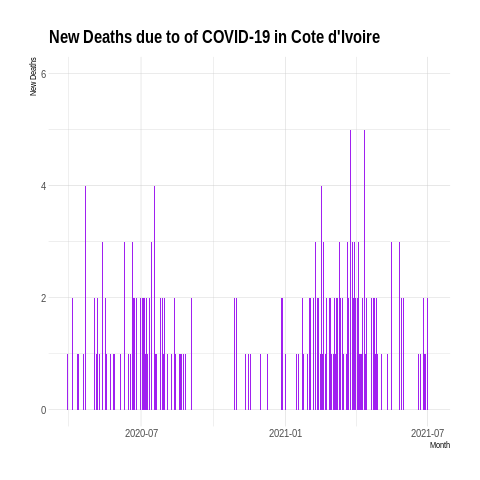 New Deaths due to of COVID-19 in Cote d'Ivoire
New Deaths
6
4
2
0
2020-07
2021-01
2021-07
Month